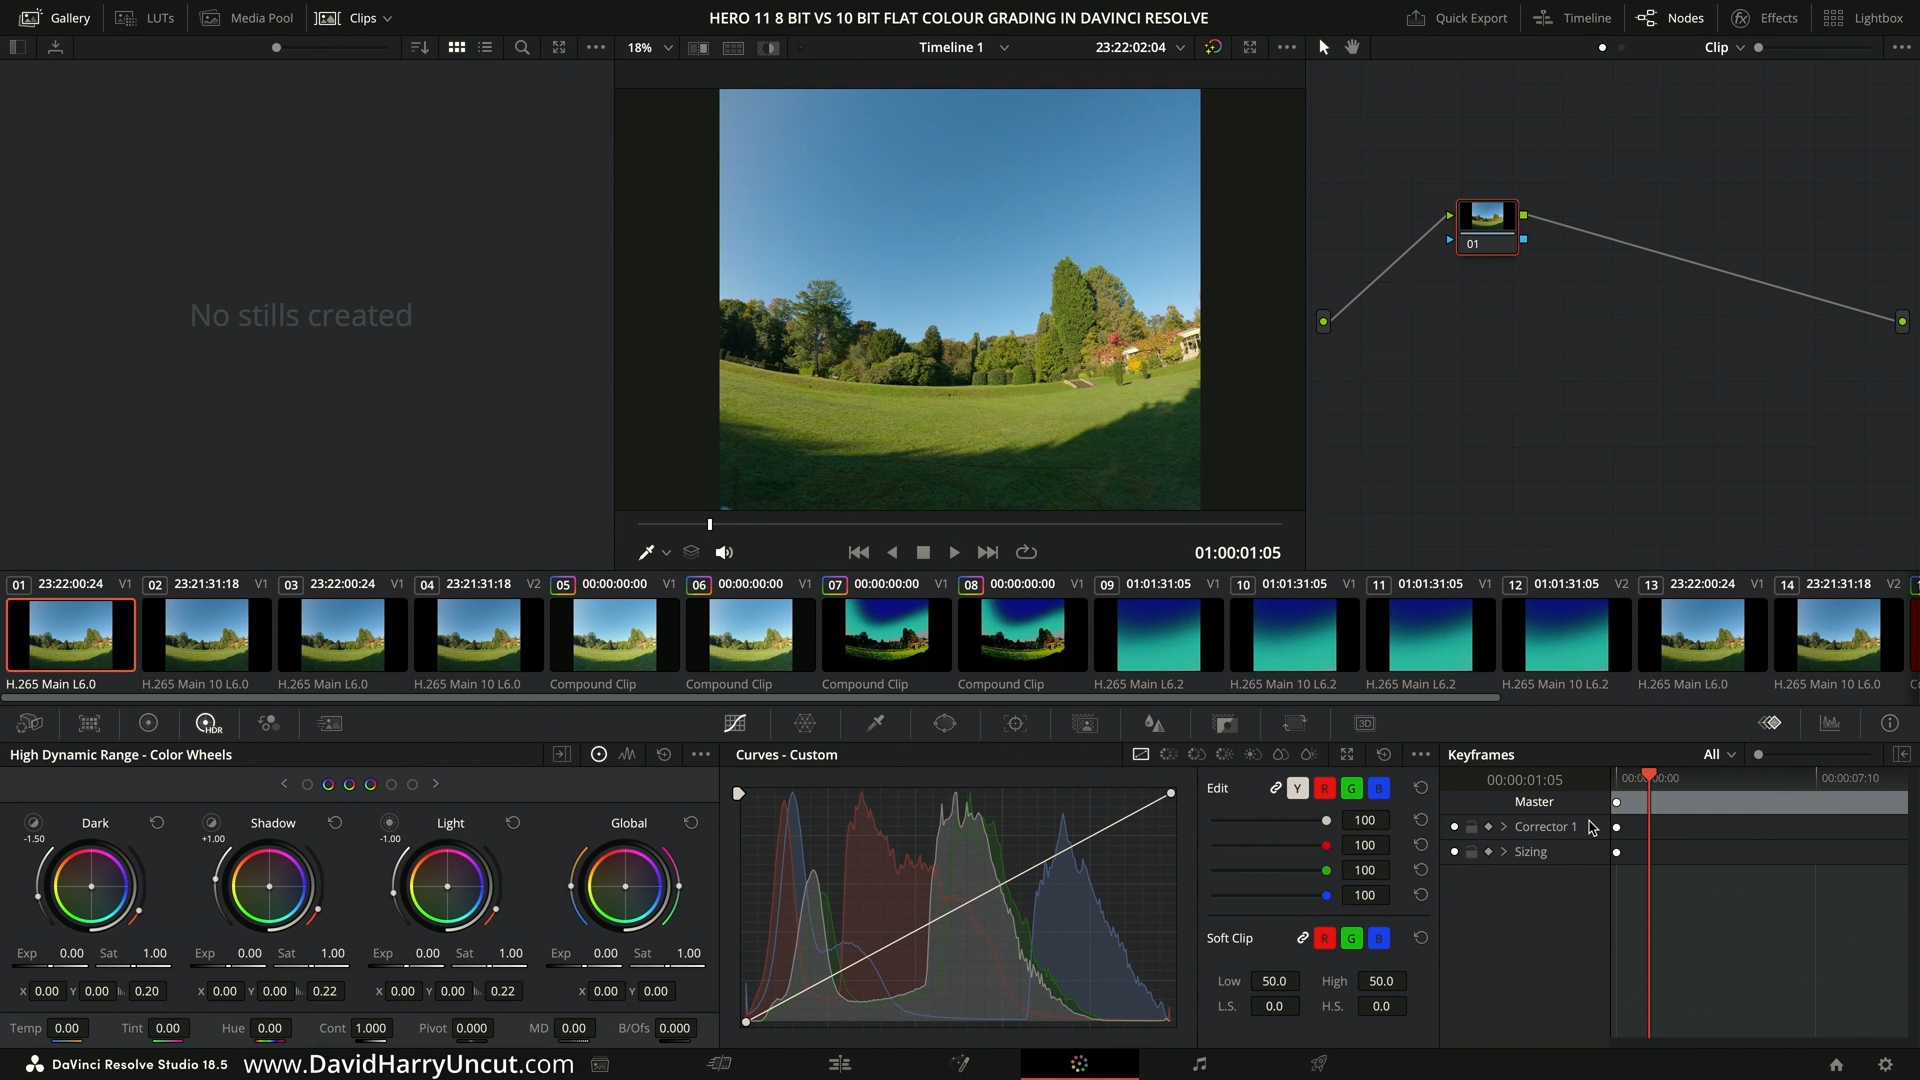 Gallery LUTs Media Pool Clips HERO 11 8 BIT VS 10 BIT FLAT COLOUR GRADING IN DAVINCI RESOLVE Quick Export Timeline Nodes Effects Lightbox
18% Timeline 1 23:22:02:04 Clip
No stills created
01
01:00:01:05
01 23:22:00:24 V1 02 23:21:31:18 V1 03 23:22:00:24 V1 04 23:21:31:18 V2 05 00:00:00:00 V1 06 00:00:00:00 V1 07 00:00:00:00 V1 08 00:00:00:00 V1 09 01:01:31:05 V1 10 01:01:31:05 V1 11 01:01:31:05 V1 12 01:01:31:05 V2 13 23:22:00:24 V1 14 23:21:31:18 V2
H.265 Main L6.0 H.265 Main 10 L6.0 H.265 Main L6.0 H.265 Main 10 L6.0 Compound Clip Compound Clip Compound Clip Compound Clip H.265 Main L6.2 H.265 Main 10 L6.2 H.265 Main L6.2 H.265 Main 10 L6.2 H.265 Main L6.0 H.265 Main 10 L6.0
HDR 3D
High Dynamic Range - Color Wheels Curves - Custom Keyframes All
00:00:01:05 00:00:07:10
Edit Y R G B
Master
Dark Shadow Light Global
-1.50 +1.00 -1.00
100
Corrector 1
100
Sizing
100
100
Soft Clip R G B
Exp 0.00 Sat 1.00 Exp 0.00 Sat 1.00 Exp 0.00 Sat 1.00 Exp 0.00 Sat 1.00
Low 50.0 High 50.0
X 0.00 Y 0.00 0.20 X 0.00 Y 0.00 0.22 X 0.00 Y 0.00 0.22 X 0.00 Y 0.00
L.S. 0.0 H.S. 0.0
Temp 0.00 Tint 0.00 Hue 0.00 Cont 1.000 Pivot 0.000 MD 0.00 B/Ofs 0.000
DaVinci Resolve Studio 18.5 www.DavidHarryUncut.com